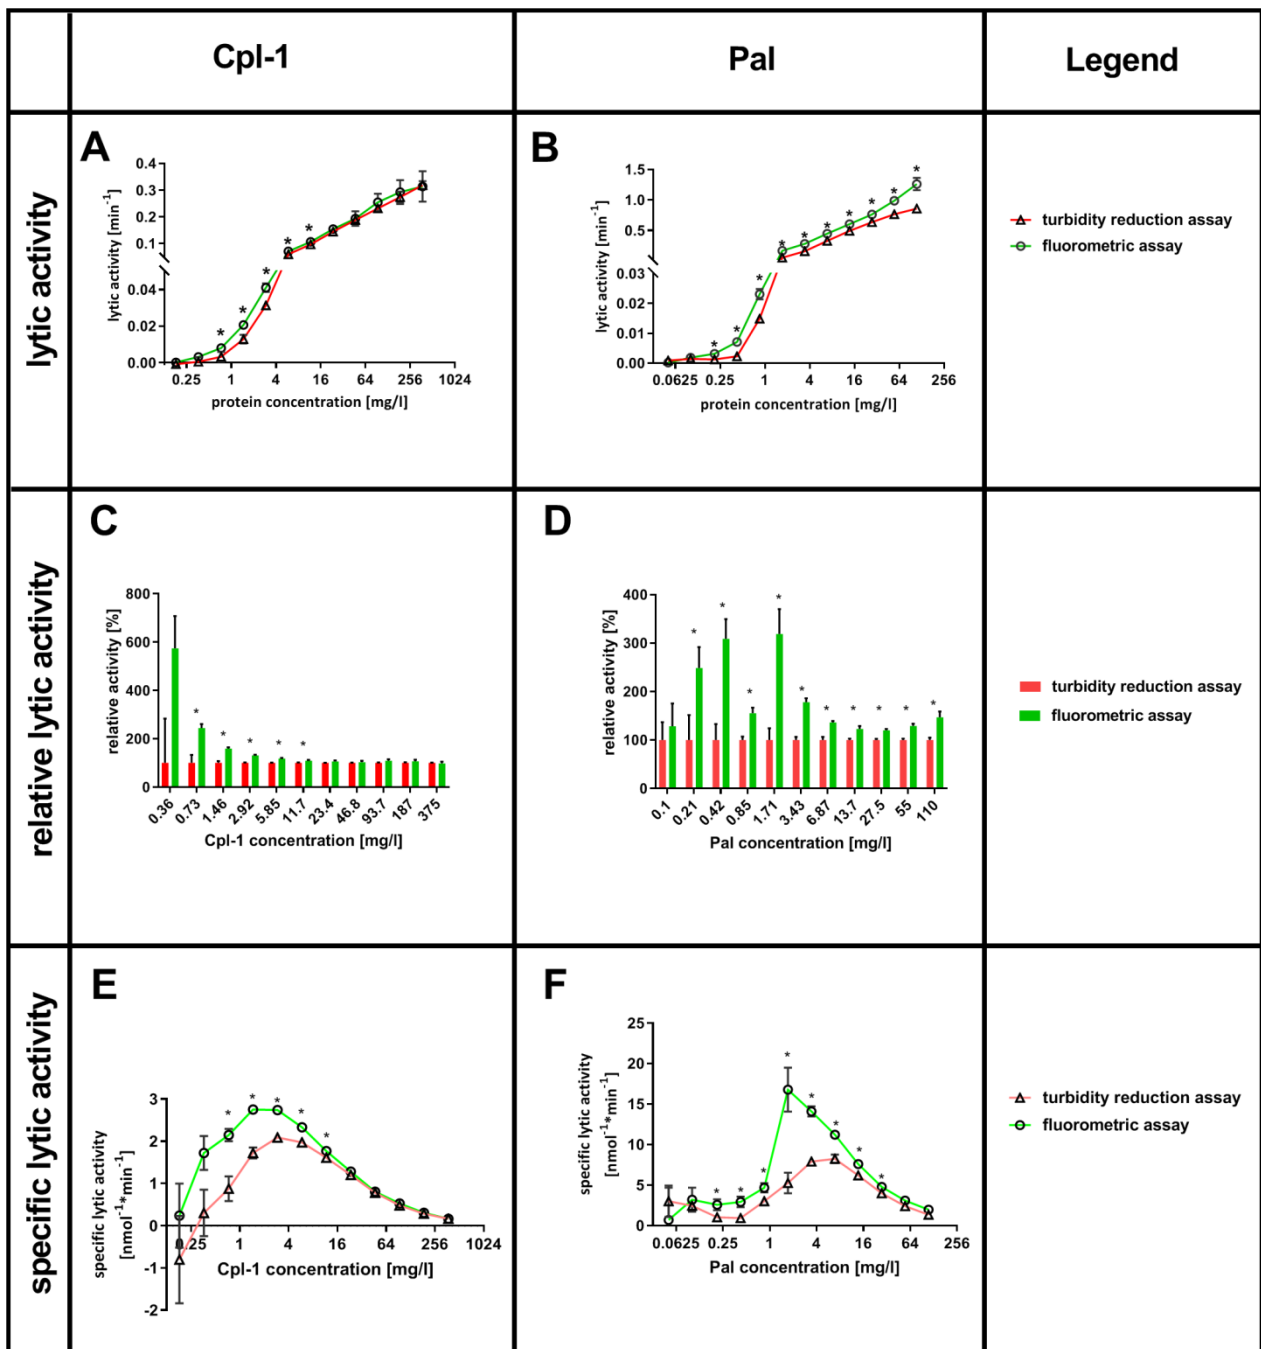 Cpl-1
Pal
Legend
lytic activity
A
lytic activity [min⁻¹]
0.4
0.3
0.2
0.1
0.04
0.02
0.00
* * * * *
0.25 1 4 16 64 256 1024
protein concentration [mg/l]
B
lytic activity [min⁻¹]
1.5
1.0
0.5
0.03
0.02
0.01
0.00
* * * * * * * * * *
0.0625 0.25 1 4 16 64 256
protein concentration [mg/l]
turbidity reduction assay
fluorometric assay
relative lytic activity
C
relative activity [%]
800
600
400
200
0
* * * * *
0.36 0.73 1.46 2.92 5.85 11.7 23.4 46.8 93.7 187 375
Cpl-1 concentration [mg/l]
D
relative activity [%]
400
300
200
100
0
* * * * * * * * * *
0.1 0.21 0.42 0.85 1.71 3.43 6.87 13.7 27.5 55 110
Pal concentration [mg/l]
turbidity reduction assay
fluorometric assay
specific lytic activity
E
specific lytic activity
[nmol⁻¹*min⁻¹]
3
2
1
0
-1
-2
* * * * *
0.25 1 4 16 64 256 1024
Cpl-1 concentration [mg/l]
F
specific lytic activity
[nmol⁻¹*min⁻¹]
25
20
15
10
5
0
* * * * * * * *
0.0625 0.25 1 4 16 64 256
Pal concentration [mg/l]
turbidity reduction assay
fluorometric assay